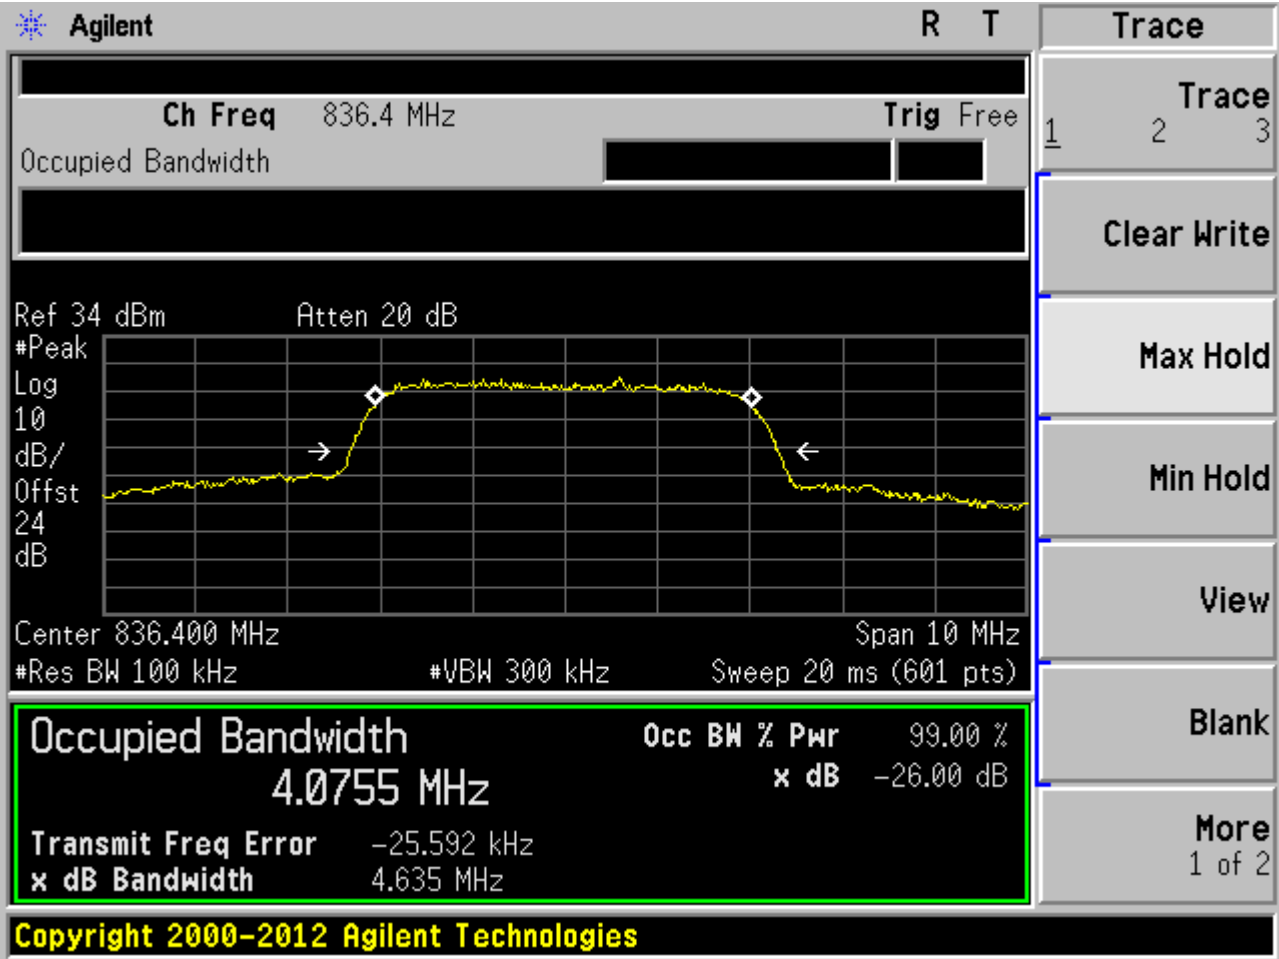 Agilent R T Trace
Ch Freq 836.4 MHz Trig Free
Occupied Bandwidth
Trace
1 2 3
Clear Write
Max Hold
Min Hold
View
Blank
More
1 of 2
Ref 34 dBm Atten 20 dB
#Peak
Log
10
dB/
Offst
24
dB
Center 836.400 MHz Span 10 MHz
#Res BW 100 kHz #VBW 300 kHz Sweep 20 ms (601 pts)
Occupied Bandwidth
4.0755 MHz
Occ BW % Pwr 99.00 %
x dB -26.00 dB
Transmit Freq Error -25.592 kHz
x dB Bandwidth 4.635 MHz
Copyright 2000-2012 Agilent Technologies